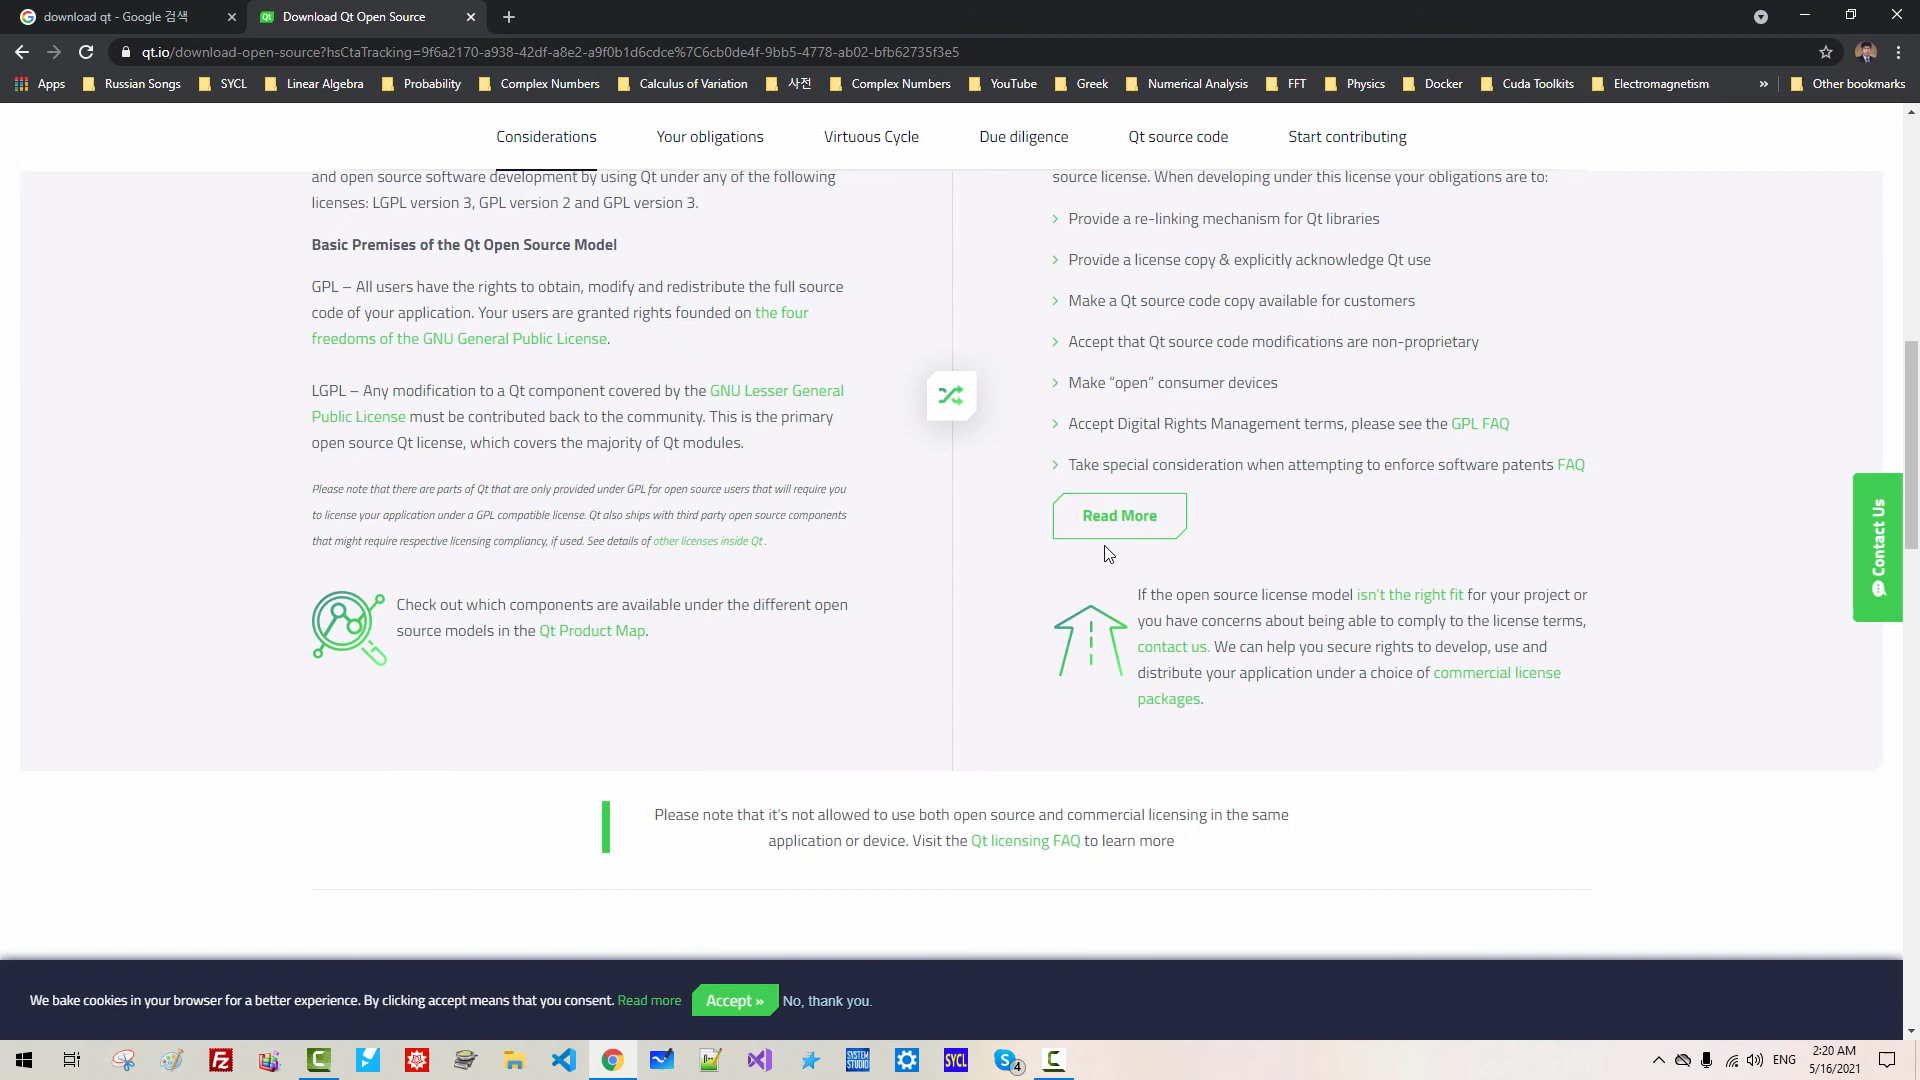 download qt - Google 검색
Download Qt Open Source
qt.io/download-open-source?hsCtaTracking=9f6a2170-a938-42df-a8e2-a9f0b1d6cdce%7C6cb0de4f-9bb5-4778-ab02-bfb62735f3e5
Apps Russian Songs SYCL Linear Algebra Probability Complex Numbers Calculus of Variation 사전 Complex Numbers YouTube Greek Numerical Analysis FFT Physics Docker Cuda Toolkits Electromagnetism » Other bookmarks
Considerations Your obligations Virtuous Cycle Due diligence Qt source code Start contributing
and open source software development by using Qt under any of the following
licenses: LGPL version 3, GPL version 2 and GPL version 3.
Basic Premises of the Qt Open Source Model
GPL – All users have the rights to obtain, modify and redistribute the full source
code of your application. Your users are granted rights founded on the four
freedoms of the GNU General Public License.
LGPL – Any modification to a Qt component covered by the GNU Lesser General
Public License must be contributed back to the community. This is the primary
open source Qt license, which covers the majority of Qt modules.
Please note that there are parts of Qt that are only provided under GPL for open source users that will require you
to license your application under a GPL compatible license. Qt also ships with third party open source components
that might require respective licensing compliancy, if used. See details of other licenses inside Qt .
Check out which components are available under the different open
source models in the Qt Product Map.
source license. When developing under this license your obligations are to:
Provide a re-linking mechanism for Qt libraries
Provide a license copy & explicitly acknowledge Qt use
Make a Qt source code copy available for customers
Accept that Qt source code modifications are non-proprietary
Make “open” consumer devices
Accept Digital Rights Management terms, please see the GPL FAQ
Take special consideration when attempting to enforce software patents FAQ
Read More
If the open source license model isn't the right fit for your project or
you have concerns about being able to comply to the license terms,
contact us. We can help you secure rights to develop, use and
distribute your application under a choice of commercial license
packages.
Contact Us
Please note that it's not allowed to use both open source and commercial licensing in the same
application or device. Visit the Qt licensing FAQ to learn more
We bake cookies in your browser for a better experience. By clicking accept means that you consent. Read more Accept » No, thank you.
SYSTEM STUDIO
SYCL
4
ENG
2:20 AM
5/16/2021